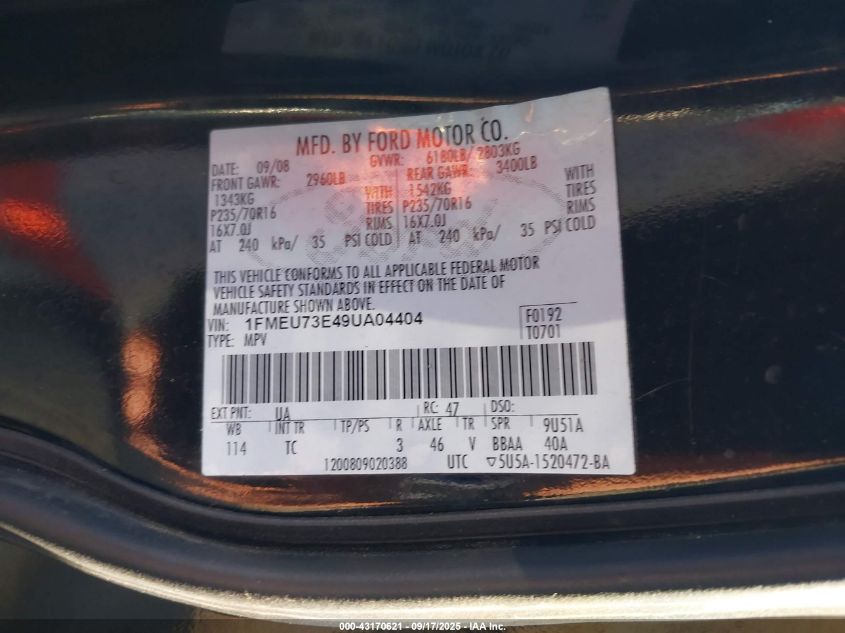 MFD. BY FORD MOTOR CO.
DATE: 09/08 GVWR: 6180LB/ 2803KG
FRONT GAWR: 2960LB REAR GAWR: 3400LB
1343KG WITH 1542KG WITH
P235/70R16 TIRES P235/70R16 TIRES
16X7.0J RIMS 16X7.0J RIMS
AT 240 kPa/ 35 PSI COLD AT 240 kPa/ 35 PSI COLD
THIS VEHICLE CONFORMS TO ALL APPLICABLE FEDERAL MOTOR
VEHICLE SAFETY STANDARDS IN EFFECT ON THE DATE OF
MANUFACTURE SHOWN ABOVE.
VIN: 1FMEU73E49UA04404 F0192
TYPE: MPV T0701
EXT PNT: UA RC: 47 DSO:
WB INT TR TP/PS R AXLE TR SPR 9U51A
114 TC 3 46 V BBAA 40A
1200809020388 UTC ▽5U5A-1520472-BA
000-43170621 - 09/17/2025 - IAA Inc.